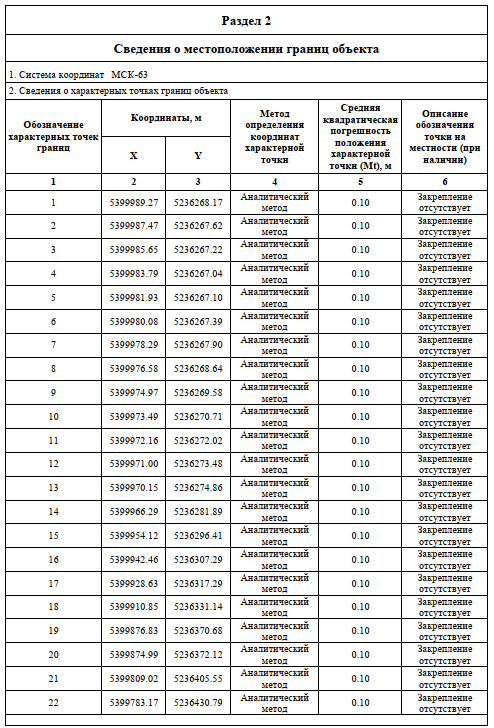 Раздел 2
Сведения о местоположении границ объекта
1. Система координат МСК-63
2. Сведения о характерных точках границ объекта
Обозначение характерных точек границ
Координаты, м
Метод определения координат характерной точки
Средняя квадратическая погрешность положения характерной точки (Mt), м
Описание обозначения точки на местности (при наличии)
X Y
1 2 3 4 5 6
1 5399989.27 5236268.17 Аналитический метод 0.10 Закрепление отсутствует
2 5399987.47 5236267.62 Аналитический метод 0.10 Закрепление отсутствует
3 5399985.65 5236267.22 Аналитический метод 0.10 Закрепление отсутствует
4 5399983.79 5236267.04 Аналитический метод 0.10 Закрепление отсутствует
5 5399981.93 5236267.10 Аналитический метод 0.10 Закрепление отсутствует
6 5399980.08 5236267.39 Аналитический метод 0.10 Закрепление отсутствует
7 5399978.29 5236267.90 Аналитический метод 0.10 Закрепление отсутствует
8 5399976.58 5236268.64 Аналитический метод 0.10 Закрепление отсутствует
9 5399974.97 5236269.58 Аналитический метод 0.10 Закрепление отсутствует
10 5399973.49 5236270.71 Аналитический метод 0.10 Закрепление отсутствует
11 5399972.16 5236272.02 Аналитический метод 0.10 Закрепление отсутствует
12 5399971.00 5236273.48 Аналитический метод 0.10 Закрепление отсутствует
13 5399970.15 5236274.86 Аналитический метод 0.10 Закрепление отсутствует
14 5399966.29 5236281.89 Аналитический метод 0.10 Закрепление отсутствует
15 5399954.12 5236296.41 Аналитический метод 0.10 Закрепление отсутствует
16 5399942.46 5236307.29 Аналитический метод 0.10 Закрепление отсутствует
17 5399928.63 5236317.29 Аналитический метод 0.10 Закрепление отсутствует
18 5399910.85 5236331.14 Аналитический метод 0.10 Закрепление отсутствует
19 5399876.83 5236370.68 Аналитический метод 0.10 Закрепление отсутствует
20 5399874.99 5236372.12 Аналитический метод 0.10 Закрепление отсутствует
21 5399809.02 5236405.55 Аналитический метод 0.10 Закрепление отсутствует
22 5399783.17 5236430.79 Аналитический метод 0.10 Закрепление отсутствует